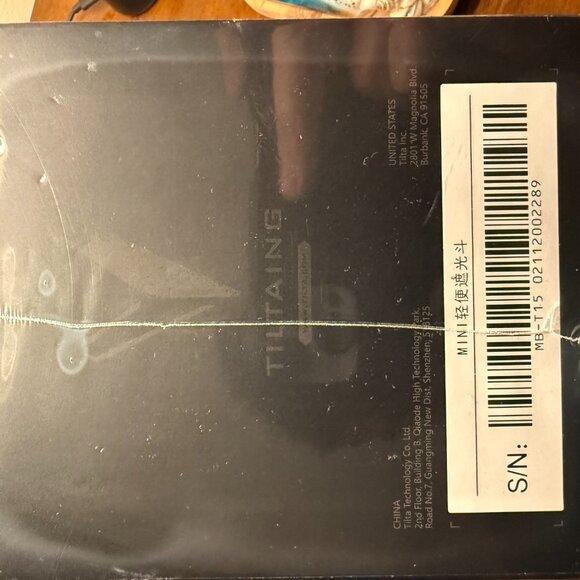 TILTAING
UNITED STATES
Tilta Inc.
2801 W Magnolia Blvd.
Burbank, CA 91505
CHINA
Tilta Technology Co. Ltd.
2nd Floor, Building B, Qiaode High Technology Park,
Road No.7, Guangming New Dist, Shenzhen, 518125
MINI轻便遮光斗
MB-T15 02112002289
S/N: